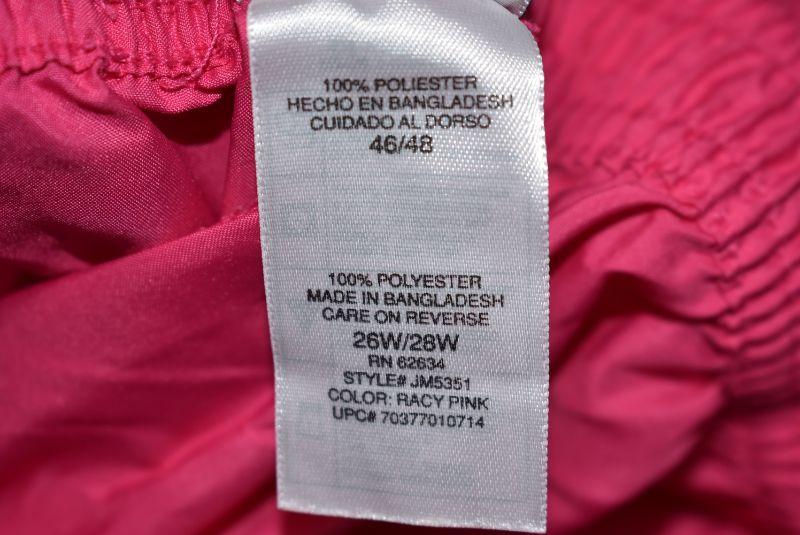 100% POLIESTER
HECHO EN BANGLADESH
CUIDADO AL DORSO
46/48
100% POLYESTER
MADE IN BANGLADESH
CARE ON REVERSE
26W/28W
RN 62634
STYLE# JM5351
COLOR: RACY PINK
UPC# 70377010714